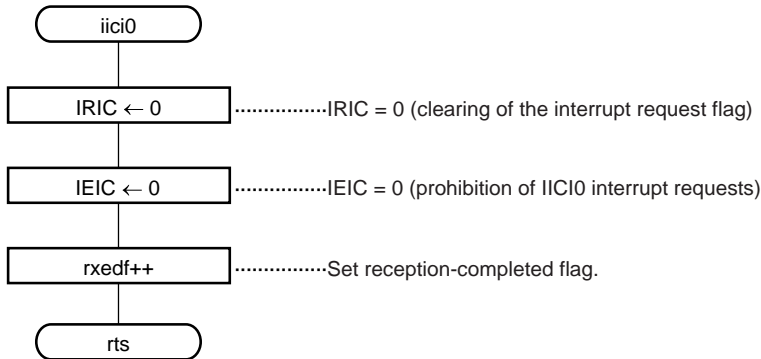 iici0
IRIC ← 0 IRIC = 0 (clearing of the interrupt request flag)
IEIC ← 0 IEIC = 0 (prohibition of IICI0 interrupt requests)
rxedf++ Set reception-completed flag.
rts